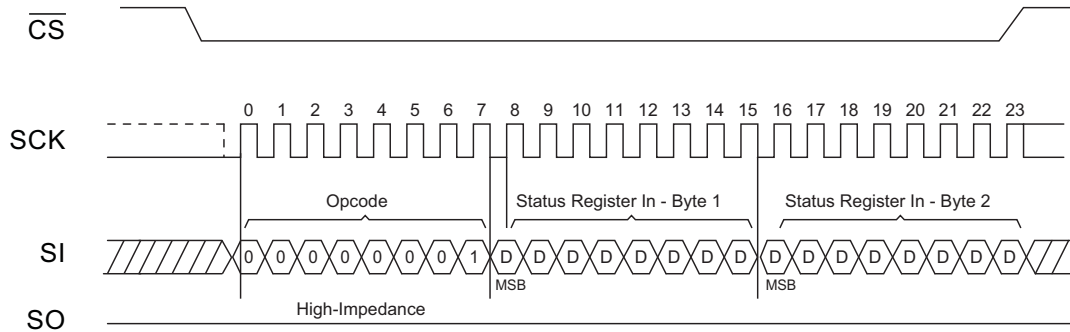 CS
SCK
0 1 2 3 4 5 6 7 8 9 10 11 12 13 14 15 16 17 18 19 20 21 22 23
Opcode
Status Register In - Byte 1
Status Register In - Byte 2
SI
0 0 0 0 0 0 0 1 D D D D D D D D D D D D D D D D
MSB
MSB
High-Impedance
SO